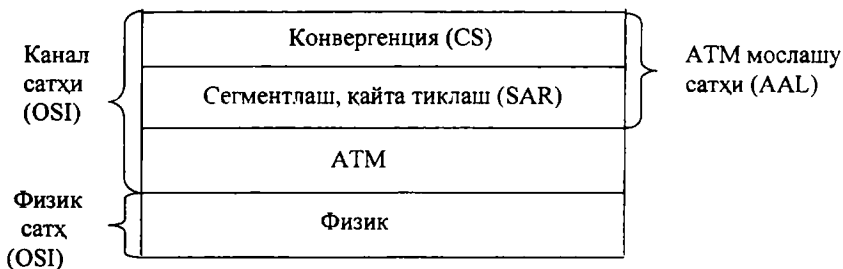 Канал
сатҳи
(OSI)
Конвергенция (CS)
Сегментлаш, қайта тиклаш (SAR)
АТМ
АТМ мослашу
сатҳи (AAL)
Физик
сатҳ
(OSI)
Физик